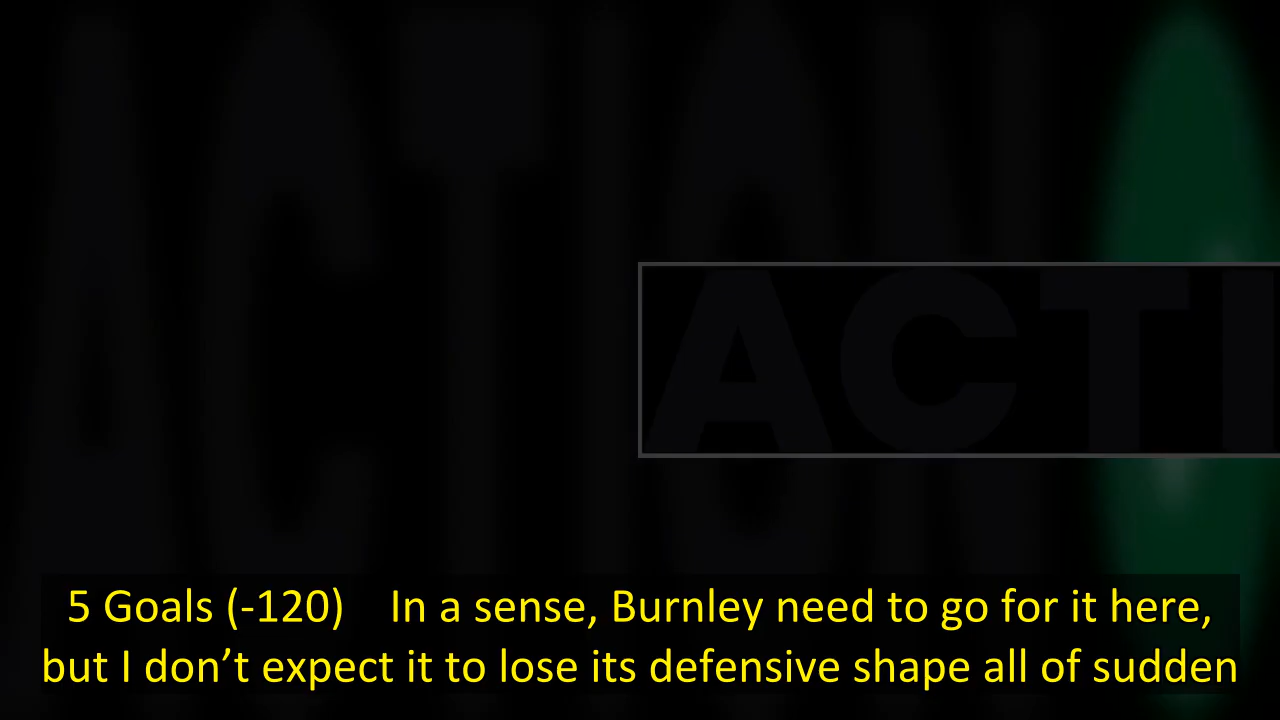 ACTION
ACTI
5 Goals (-120) In a sense, Burnley need to go for it here,
but I don’t expect it to lose its defensive shape all of sudden